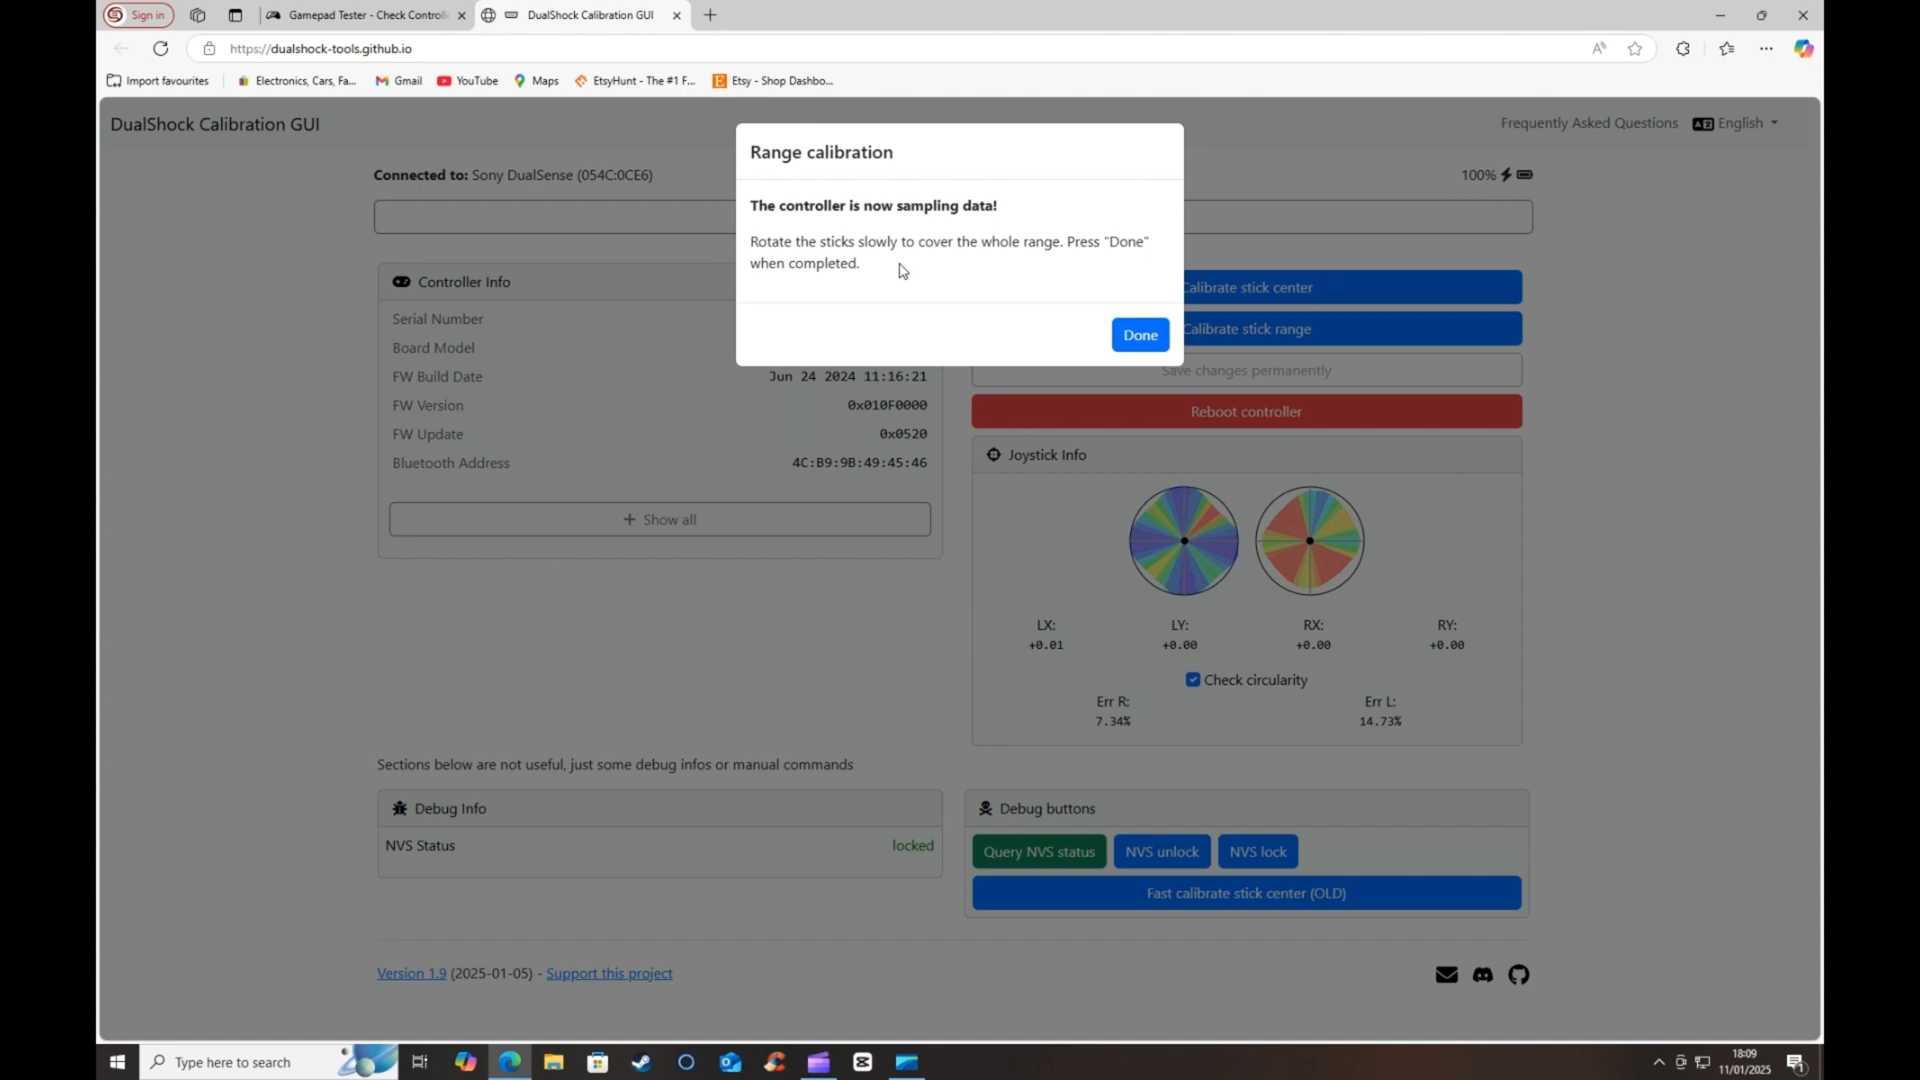 Sign in
Gamepad Tester - Check Controll
DualShock Calibration GUI
https://dualshock-tools.github.io
Import favourites
Electronics, Cars, Fa...
Gmail
YouTube
Maps
EtsyHunt - The #1 F...
Etsy - Shop Dashbo...
DualShock Calibration GUI
Frequently Asked Questions
English
Range calibration
Connected to: Sony DualSense (054C:0CE6)
100%
The controller is now sampling data!
Rotate the sticks slowly to cover the whole range. Press "Done"
when completed.
Done
Controller Info
Serial Number
Board Model
FW Build Date
Jun 24 2024 11:16:21
FW Version
0x010F0000
FW Update
0x0520
Bluetooth Address
4C:B9:9B:49:45:46
+ Show all
Calibrate stick center
Calibrate stick range
Save changes permanently
Reboot controller
Joystick Info
LX:
LY:
RX:
RY:
+0.01
+0.00
+0.00
+0.00
Check circularity
Err R:
Err L:
7.34%
14.73%
Sections below are not useful, just some debug infos or manual commands
Debug Info
NVS Status
locked
Debug buttons
Query NVS status
NVS unlock
NVS lock
Fast calibrate stick center (OLD)
Version 1.9 (2025-01-05) - Support this project
Type here to search
18:09
11/01/2025
1